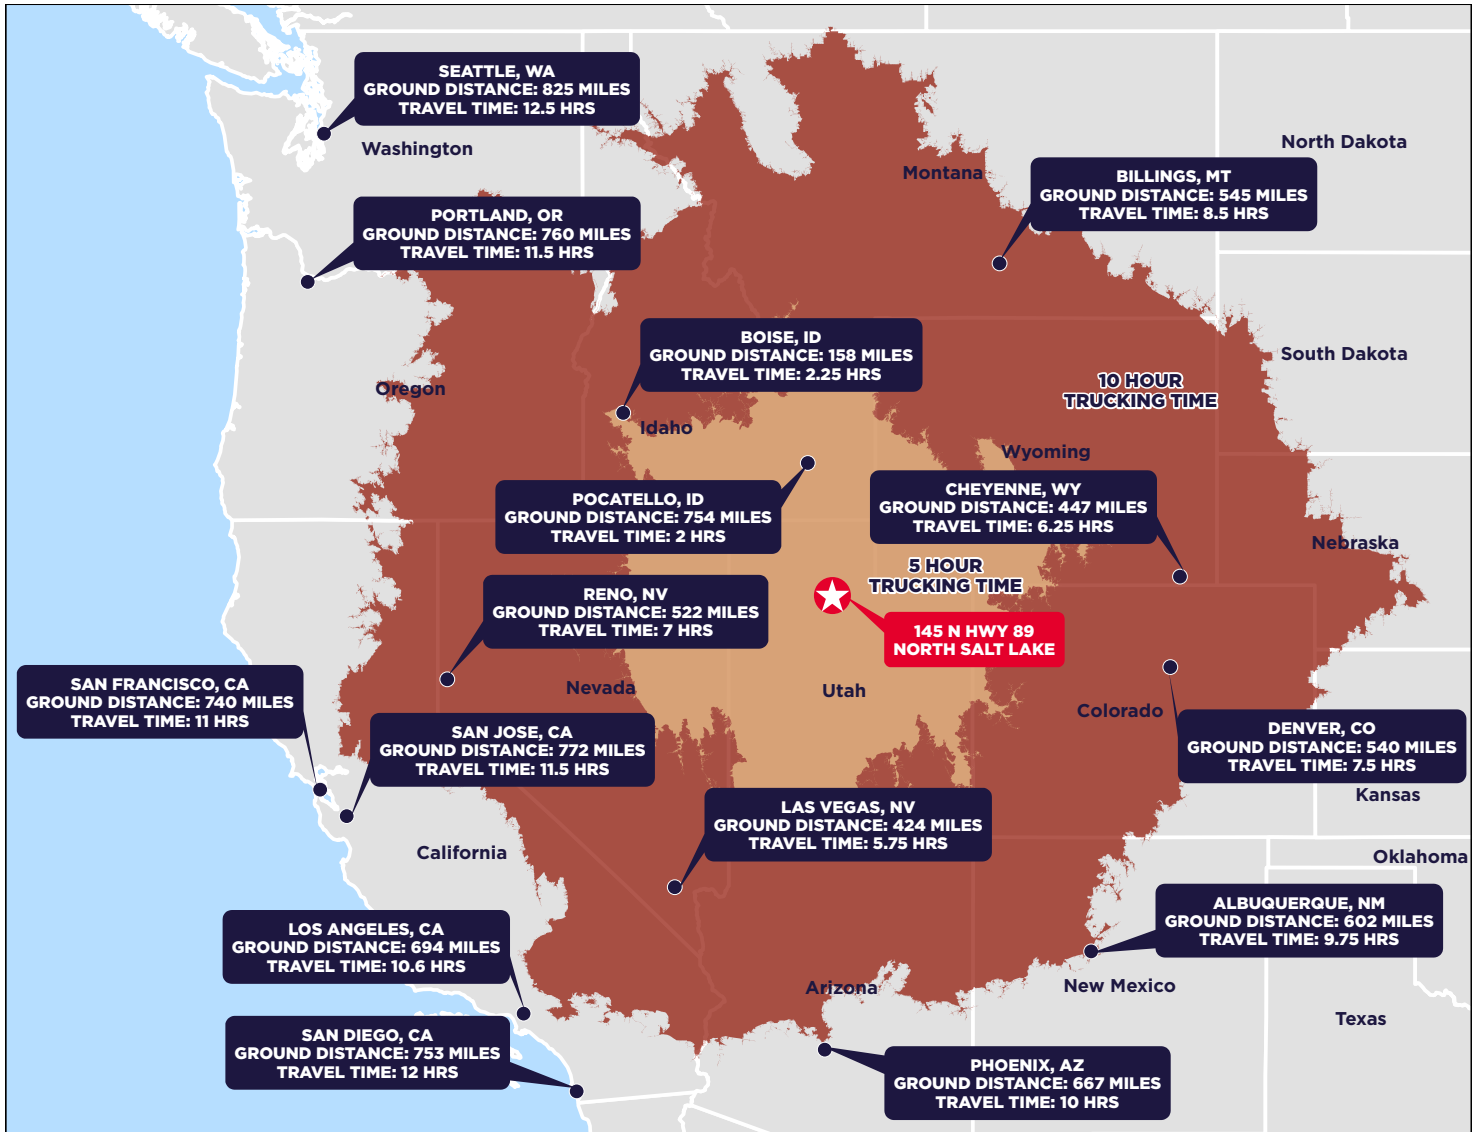 SEATTLE, WA
GROUND DISTANCE: 825 MILES
TRAVEL TIME: 12.5 HRS
Washington
North Dakota
Montana
BILLINGS, MT
GROUND DISTANCE: 545 MILES
TRAVEL TIME: 8.5 HRS
PORTLAND, OR
GROUND DISTANCE: 760 MILES
TRAVEL TIME: 11.5 HRS
BOISE, ID
GROUND DISTANCE: 158 MILES
TRAVEL TIME: 2.25 HRS
South Dakota
Oregon
10 HOUR
TRUCKING TIME
Idaho
Wyoming
POCATELLO, ID
GROUND DISTANCE: 754 MILES
TRAVEL TIME: 2 HRS
CHEYENNE, WY
GROUND DISTANCE: 447 MILES
TRAVEL TIME: 6.25 HRS
Nebraska
5 HOUR
TRUCKING TIME
RENO, NV
GROUND DISTANCE: 522 MILES
TRAVEL TIME: 7 HRS
145 N HWY 89
NORTH SALT LAKE
SAN FRANCISCO, CA
GROUND DISTANCE: 740 MILES
TRAVEL TIME: 11 HRS
Nevada
Utah
Colorado
SAN JOSE, CA
GROUND DISTANCE: 772 MILES
TRAVEL TIME: 11.5 HRS
DENVER, CO
GROUND DISTANCE: 540 MILES
TRAVEL TIME: 7.5 HRS
Kansas
LAS VEGAS, NV
GROUND DISTANCE: 424 MILES
TRAVEL TIME: 5.75 HRS
California
Oklahoma
LOS ANGELES, CA
GROUND DISTANCE: 694 MILES
TRAVEL TIME: 10.6 HRS
ALBUQUERQUE, NM
GROUND DISTANCE: 602 MILES
TRAVEL TIME: 9.75 HRS
Arizona
New Mexico
Texas
SAN DIEGO, CA
GROUND DISTANCE: 753 MILES
TRAVEL TIME: 12 HRS
PHOENIX, AZ
GROUND DISTANCE: 667 MILES
TRAVEL TIME: 10 HRS